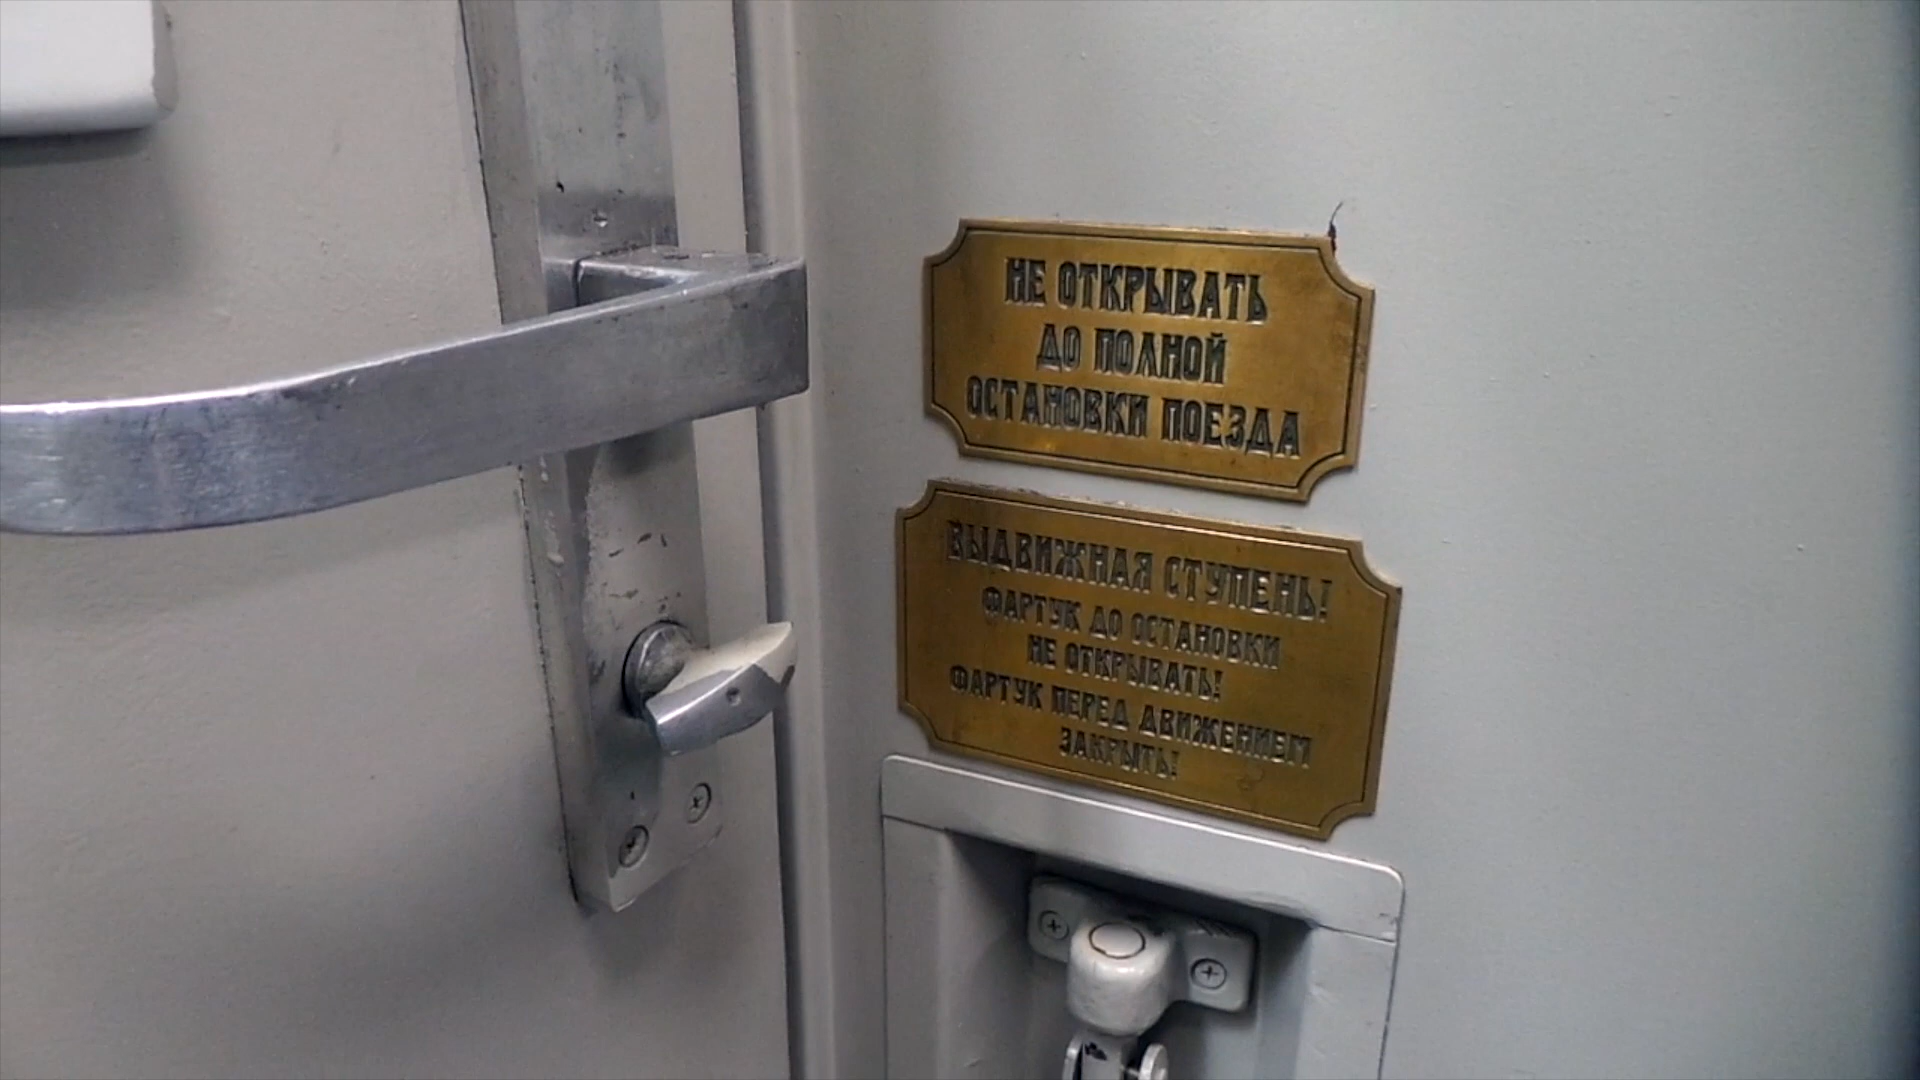 НЕ ОТКРЫВАТЬ
ДО ПОЛНОЙ
ОСТАНОВКИ ПОЕЗДА
ВЫДВИЖНАЯ СТУПЕНЬ!
ФАРТУК ДО ОСТАНОВКИ
НЕ ОТКРЫВАТЬ!
ФАРТУК ПЕРЕД ДВИЖЕНИЕМ
ЗАКРЫТЬ!